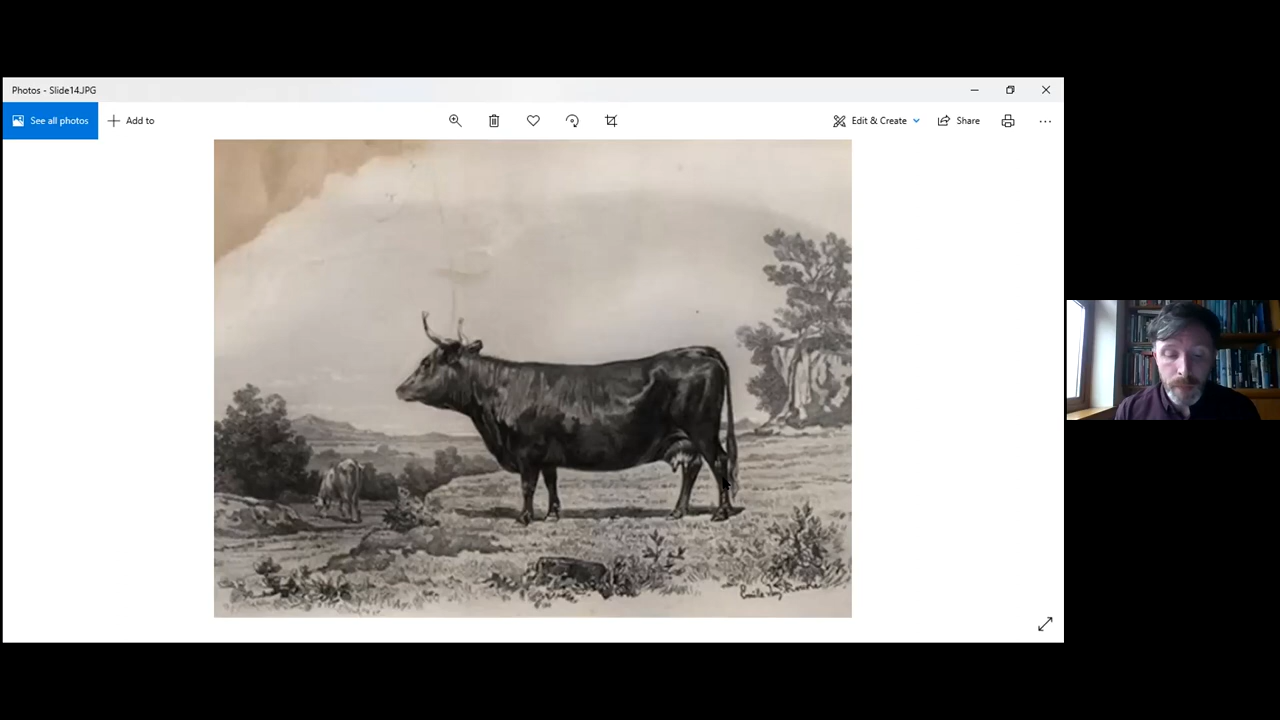 Photos - Slide14.JPG
See all photos
Add to
Edit & Create
Share